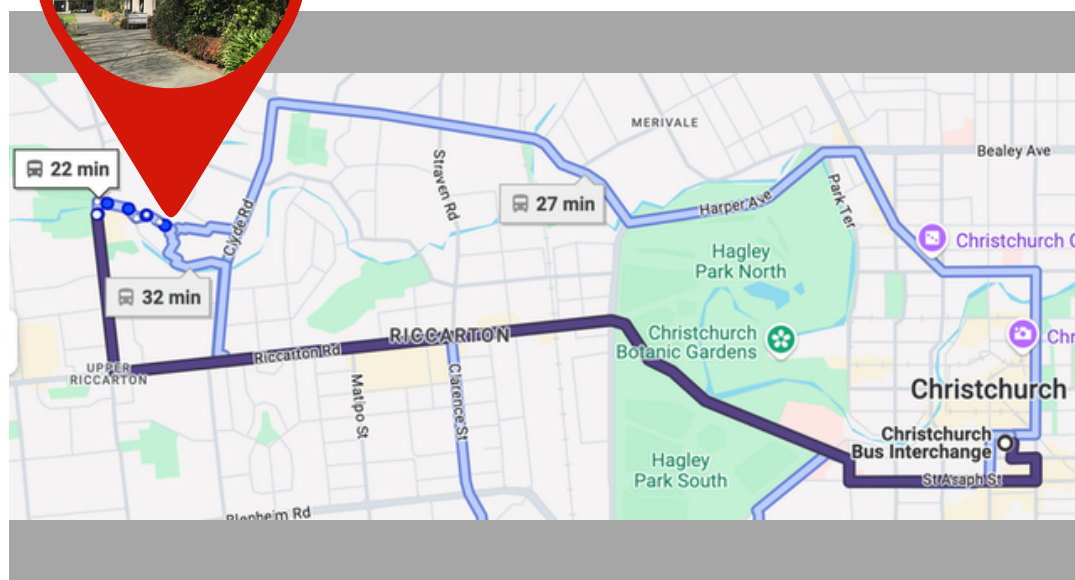 MERIVALE
Bealey Ave
22 min
Straven Rd
27 min
Harper Ave
Park Ter
Clyde Rd
Christchurch
Hagley
Park North
32 min
RICCARTON
Christchurch
Botanic Gardens
Riccarton Rd
UPPER
RICCARTON
Matipo St
Clarence St
Christchurch
Christchurch
Bus Interchange
Hagley
Park South
St Asaph St
Blenheim Rd